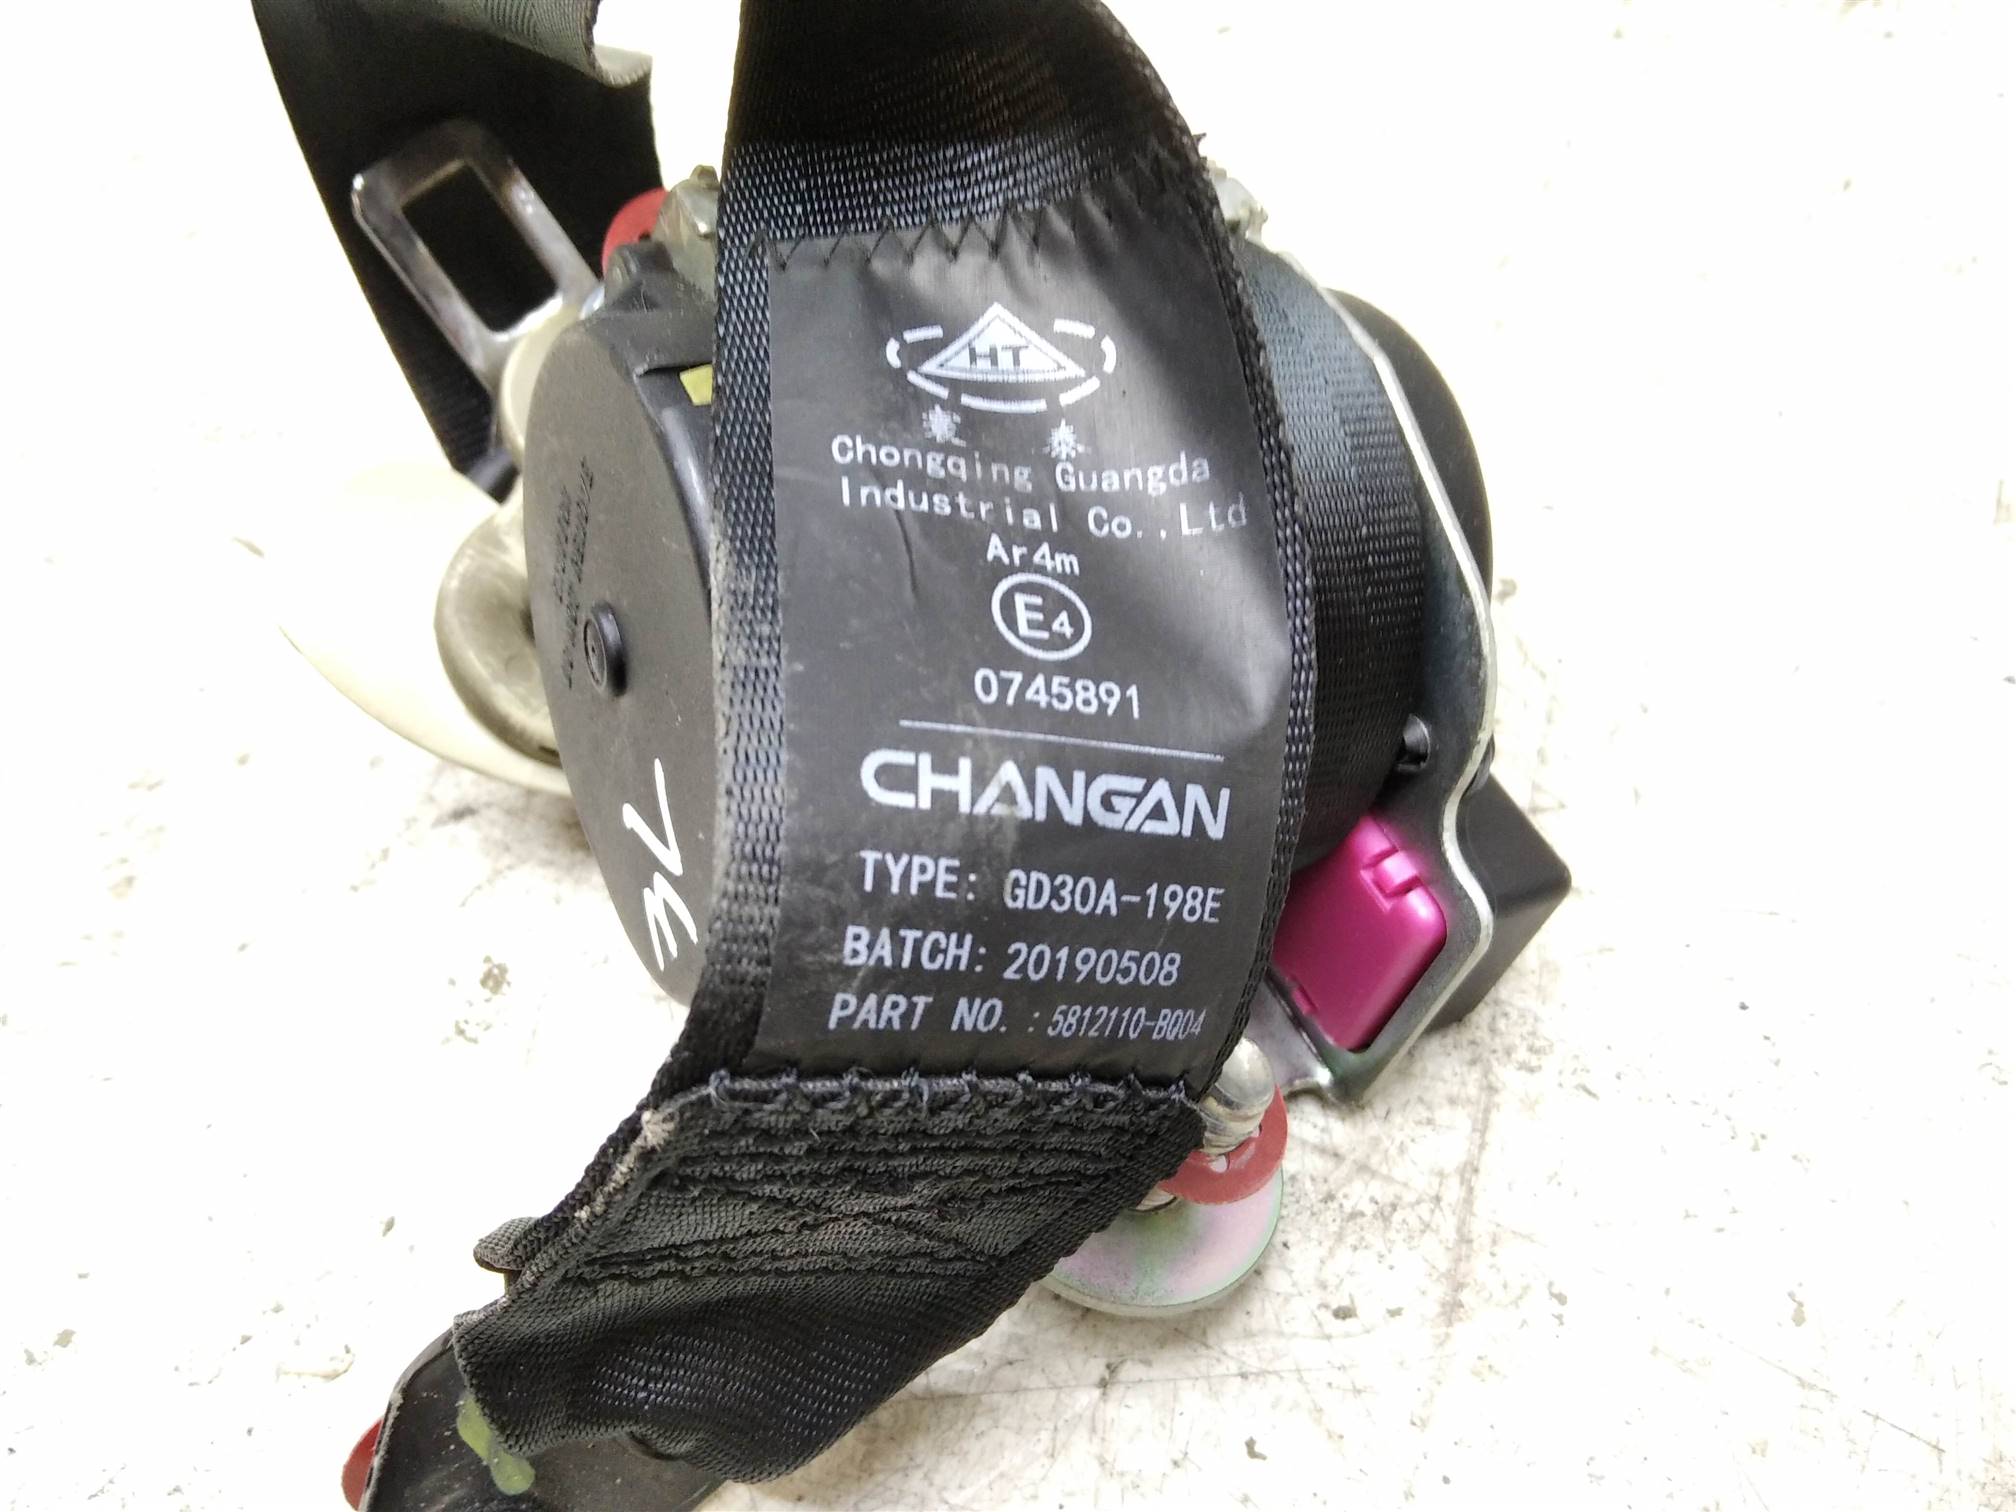 HT
Chongqing Guangda
Industrial Co.,Ltd
Ar4m
E4
0745891
CHANGAN
TYPE: GD30A-198E
BATCH: 20190508
PART NO.: 5812110-BQ04
3L